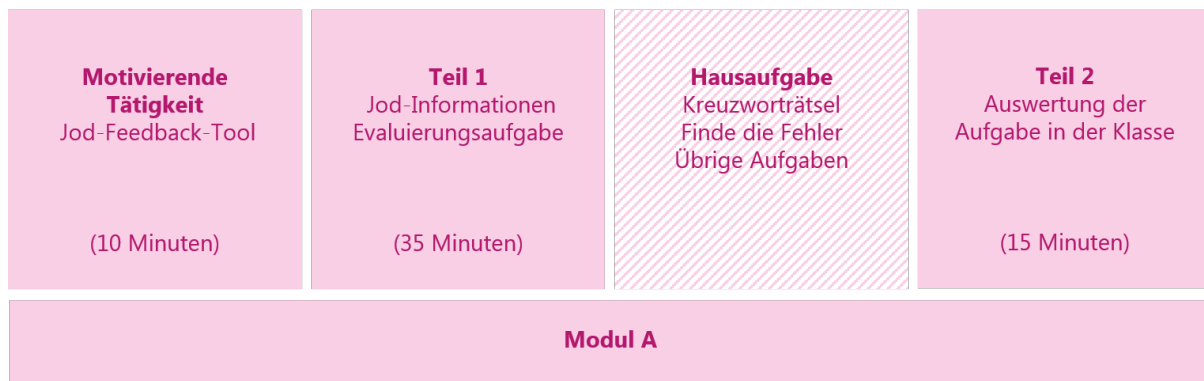 Motivierende
Tätigkeit
Jod-Feedback-Tool
(10 Minuten)
Teil 1
Jod-Informationen
Evaluierungsaufgabe
(35 Minuten)
Hausaufgabe
Kreuzworträtsel
Finde die Fehler
Übrige Aufgaben
Teil 2
Auswertung der
Aufgabe in der Klasse
(15 Minuten)
Modul A